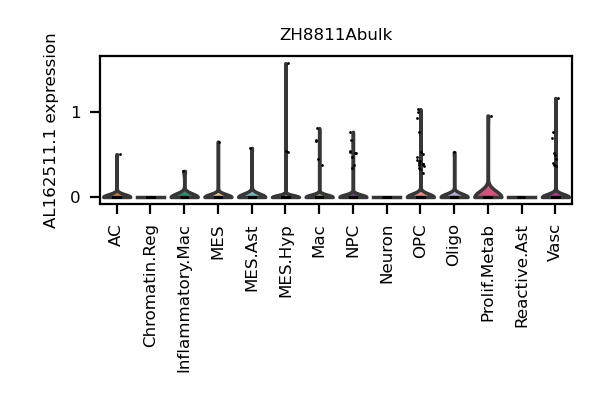 ZH8811Abulk
AL162511.1 expression
1
0
AC
Chromatin.Reg
Inflammatory.Mac
MES
MES.Ast
MES.Hyp
Mac
NPC
Neuron
OPC
Oligo
Prolif.Metab
Reactive.Ast
Vasc